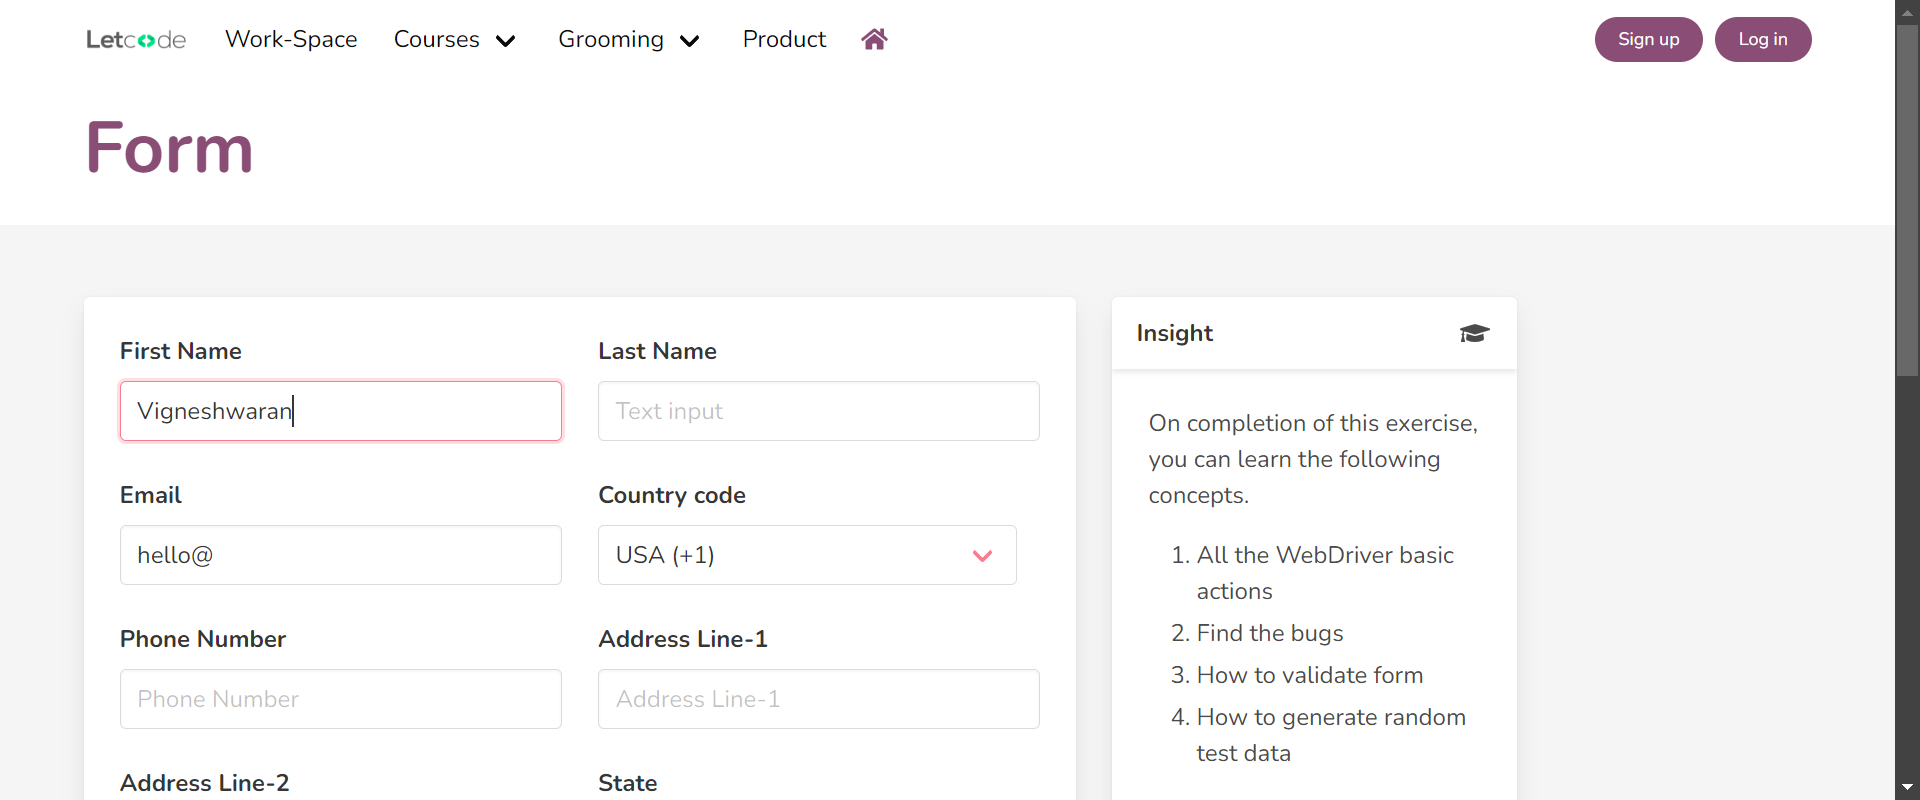 Letcode Work-Space Courses Grooming Product Sign up Log in
Form
First Name Last Name
Vigneshwaran Text input
Email Country code
hello@ USA (+1)
Phone Number Address Line-1
Phone Number Address Line-1
Address Line-2 State
Insight
On completion of this exercise,
you can learn the following
concepts.
1. All the WebDriver basic
actions
2. Find the bugs
3. How to validate form
4. How to generate random
test data